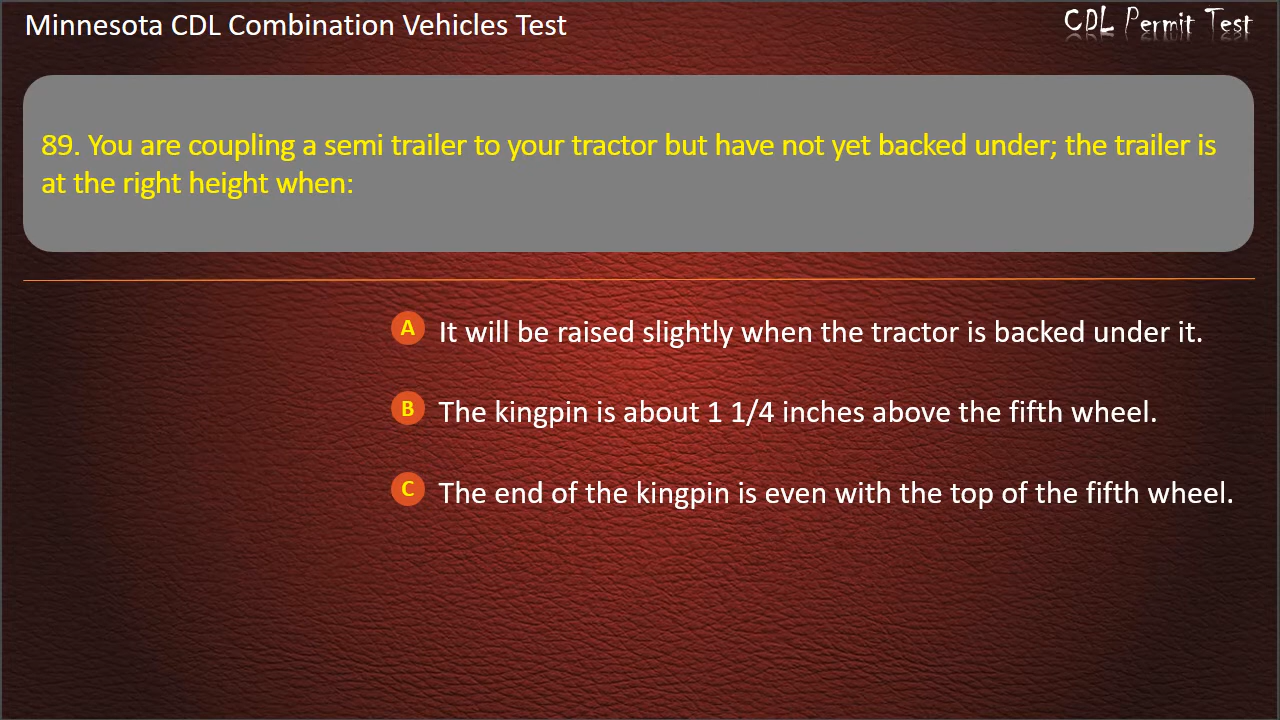 Minnesota CDL Combination Vehicles Test
CDL Permit Test
89. You are coupling a semi trailer to your tractor but have not yet backed under; the trailer is
at the right height when:
A It will be raised slightly when the tractor is backed under it.
B The kingpin is about 1 1/4 inches above the fifth wheel.
C The end of the kingpin is even with the top of the fifth wheel.